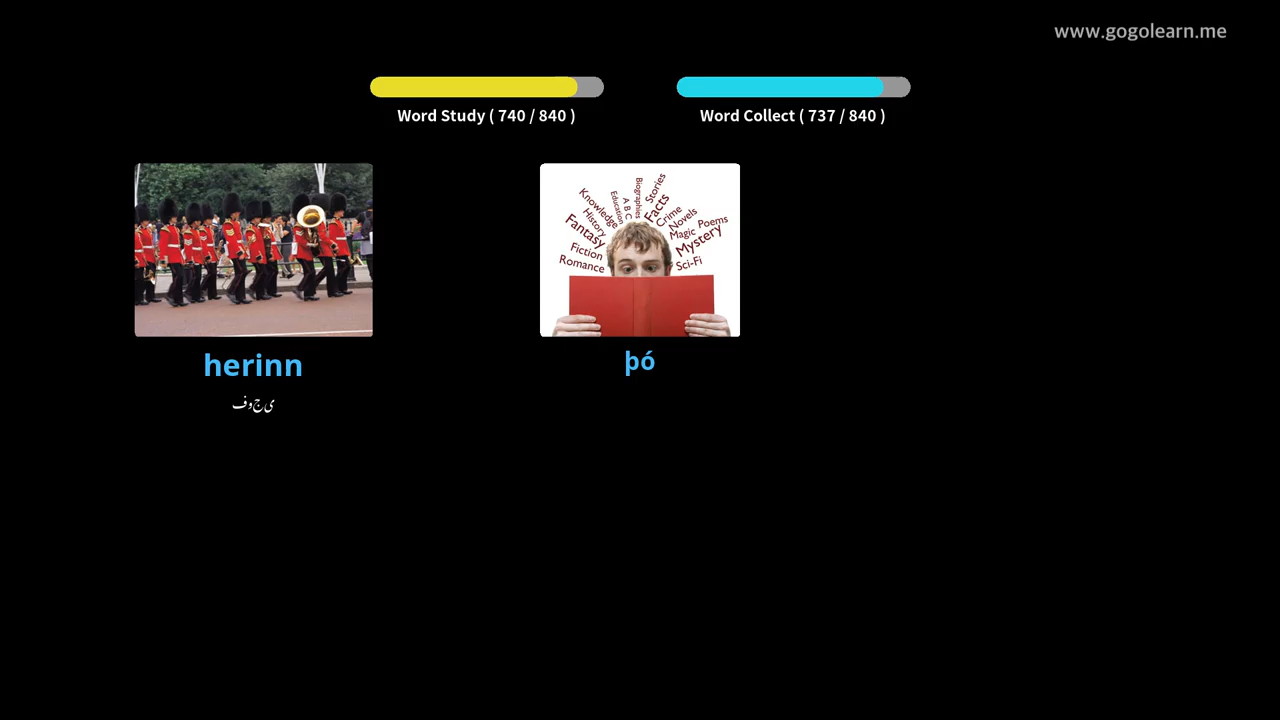 www.gogolearn.me
Word Study ( 740 / 840 )
Word Collect ( 737 / 840 )
Romance
Fiction
Fantasy
History
Knowledge
Education
A B C
Biographies
Stories
Facts
Crime
Novels
Magic
Poems
Mystery
Sci-Fi
herinn
þó
یجوف